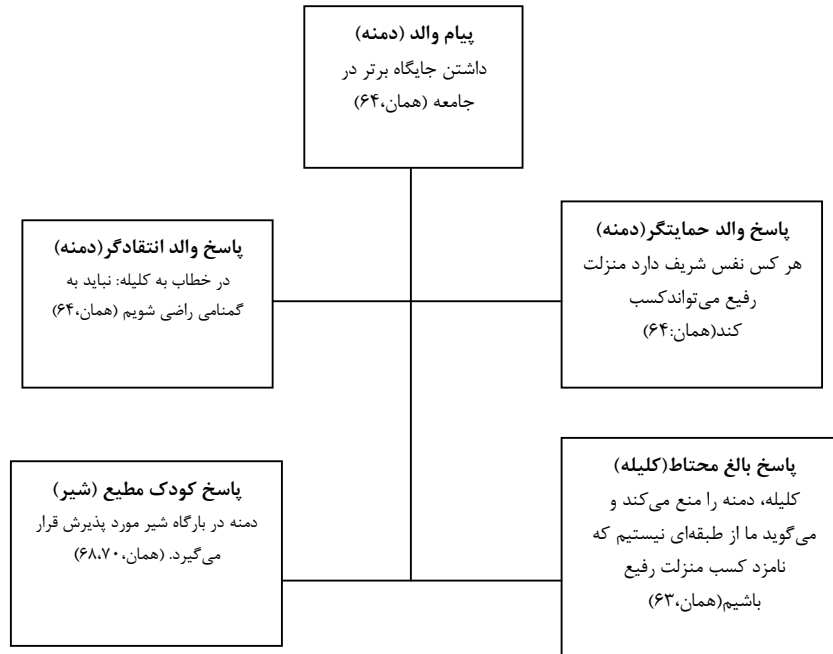 پیام والد (دمنه)
داشتن جایگاه برتر در
جامعه (همان،۶۴)
پاسخ والد حمایتگر(دمنه)
هر کس نفس شریف دارد منزلت
رفیع می‌تواندکسب
کند(همان:۶۴)
پاسخ والد انتقادگر(دمنه)
در خطاب به کلیله: نباید به
گمنامی راضی شویم (همان،۶۴)
پاسخ بالغ محتاط(کلیله)
کلیله، دمنه را منع می‌کند و
می‌گوید ما از طبقه‌ای نیستیم که
نامزد کسب منزلت رفیع
باشیم(همان،۶۳)
پاسخ کودک مطیع (شیر)
دمنه در بارگاه شیر مورد پذیرش قرار
می‌گیرد. (همان،۶۸،۷۰)